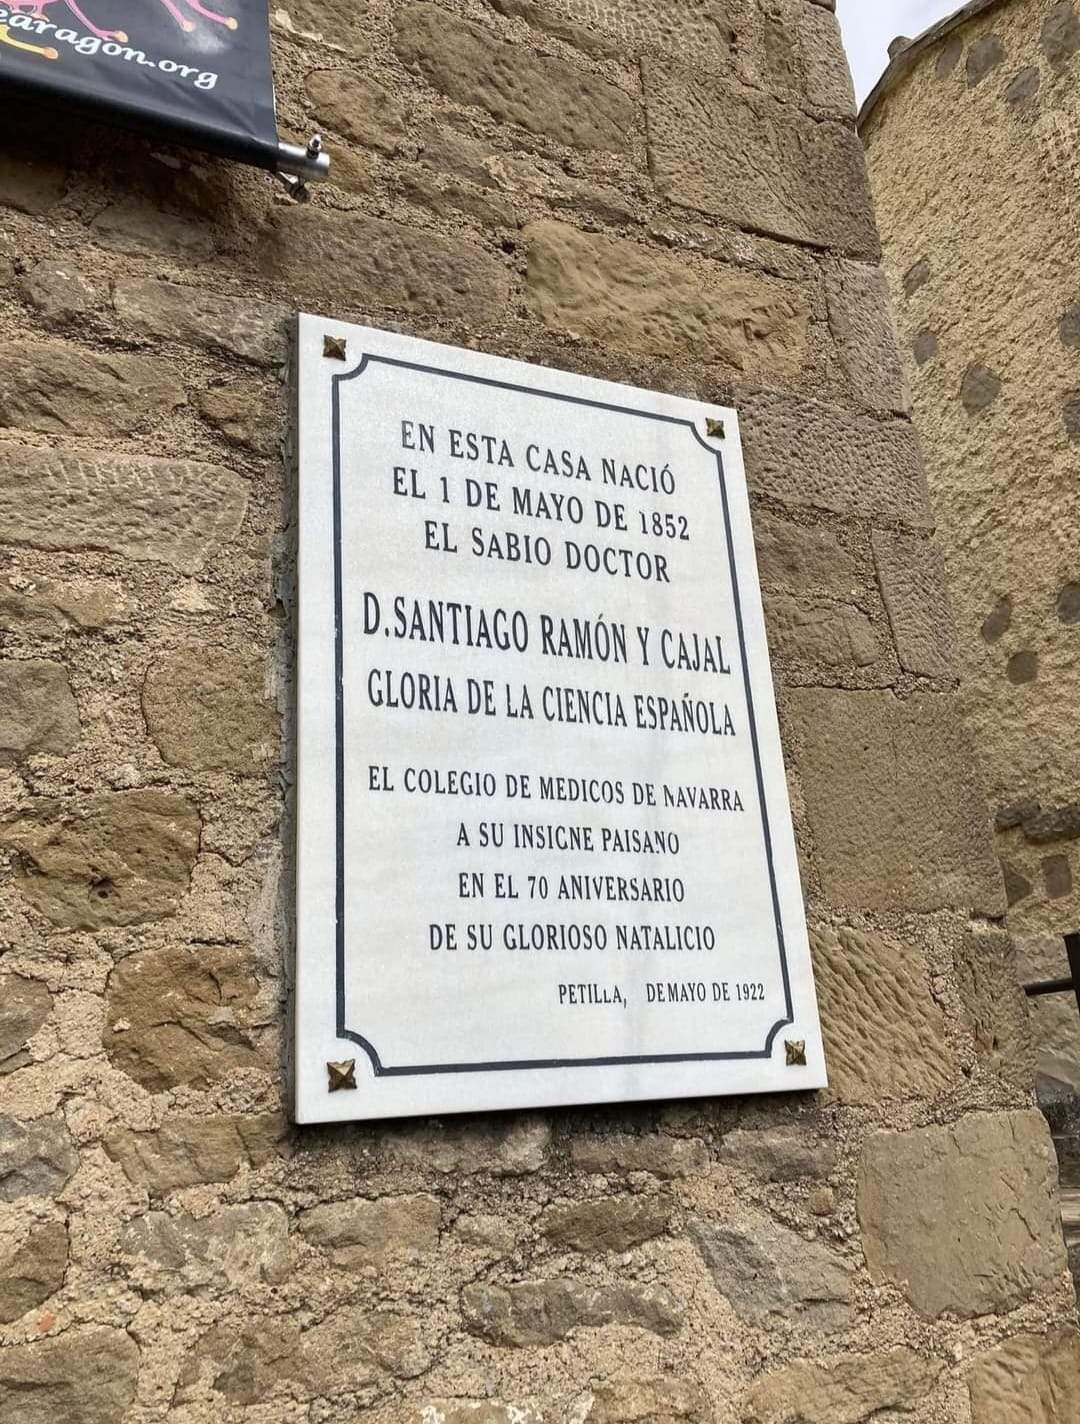 earagon.org
EN ESTA CASA NACIÓ
EL 1 DE MAYO DE 1852
EL SABIO DOCTOR
D.SANTIAGO RAMÓN Y CAJAL
GLORIA DE LA CIENCIA ESPAÑOLA
EL COLEGIO DE MEDICOS DE NAVARRA
A SU INSIGNE PAISANO
EN EL 70 ANIVERSARIO
DE SU GLORIOSO NATALICIO
PETILLA, DE MAYO DE 1922